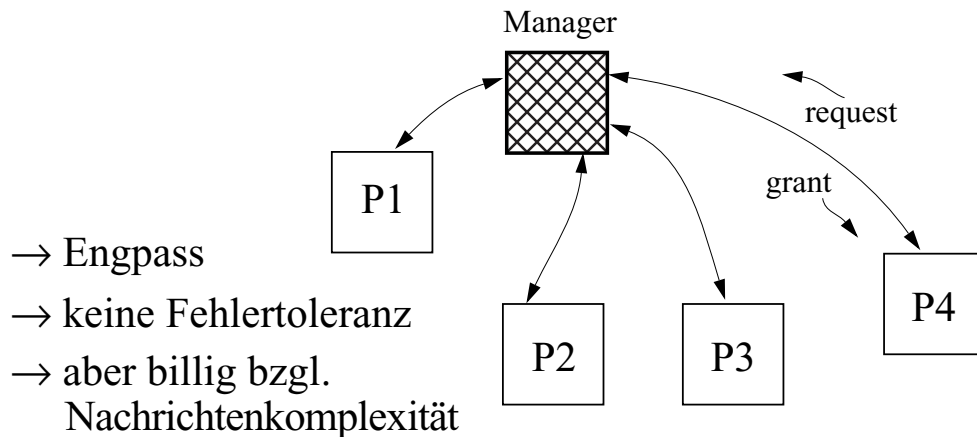 Manager
request
P1
grant
→ Engpass
→ keine Fehlertoleranz
P2
P3
P4
→ aber billig bzgl.
Nachrichtenkomplexität